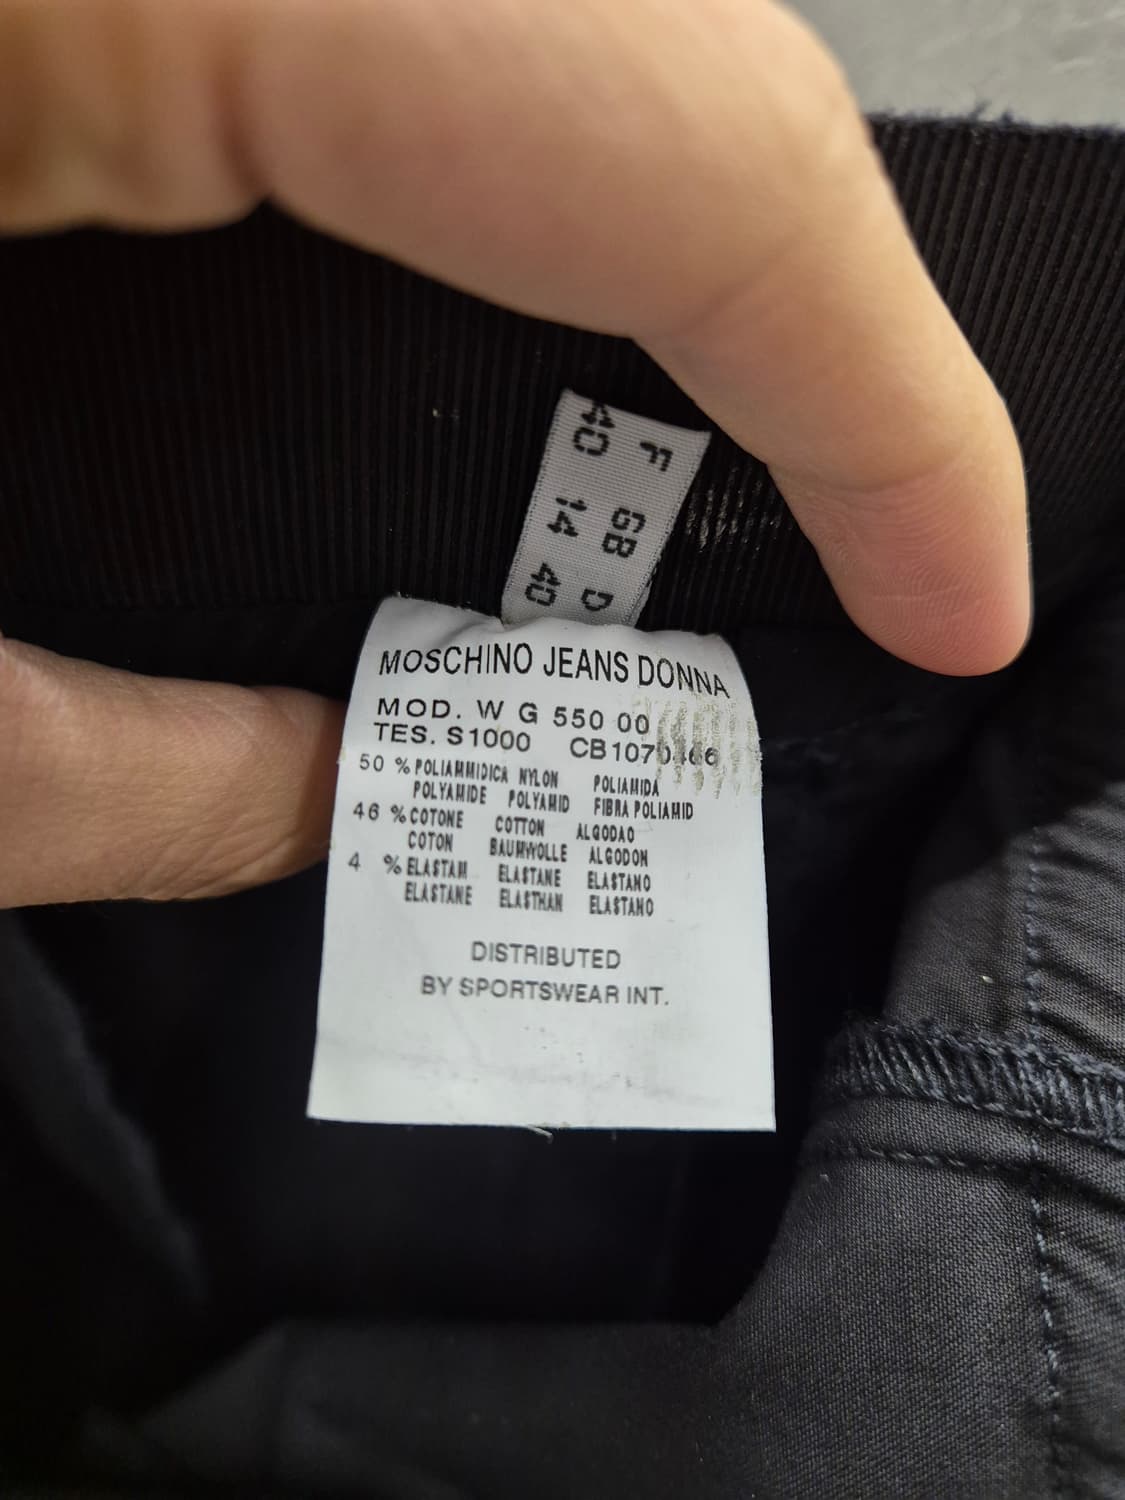 F GB D
40 14 40
MOSCHINO JEANS DONNA
MOD. W G 550 00
TES. S1000 CB1070466
50 % POLIAMMIDICA NYLON POLIAMIDA
POLYAMIDE POLYAMID FIBRA POLIAMID
46 % COTONE COTTON ALGODAO
COTON BAUMWOLLE ALGODON
4 % ELASTAM ELASTANE ELASTANO
ELASTANE ELASTHAN ELASTANO
DISTRIBUTED
BY SPORTSWEAR INT.